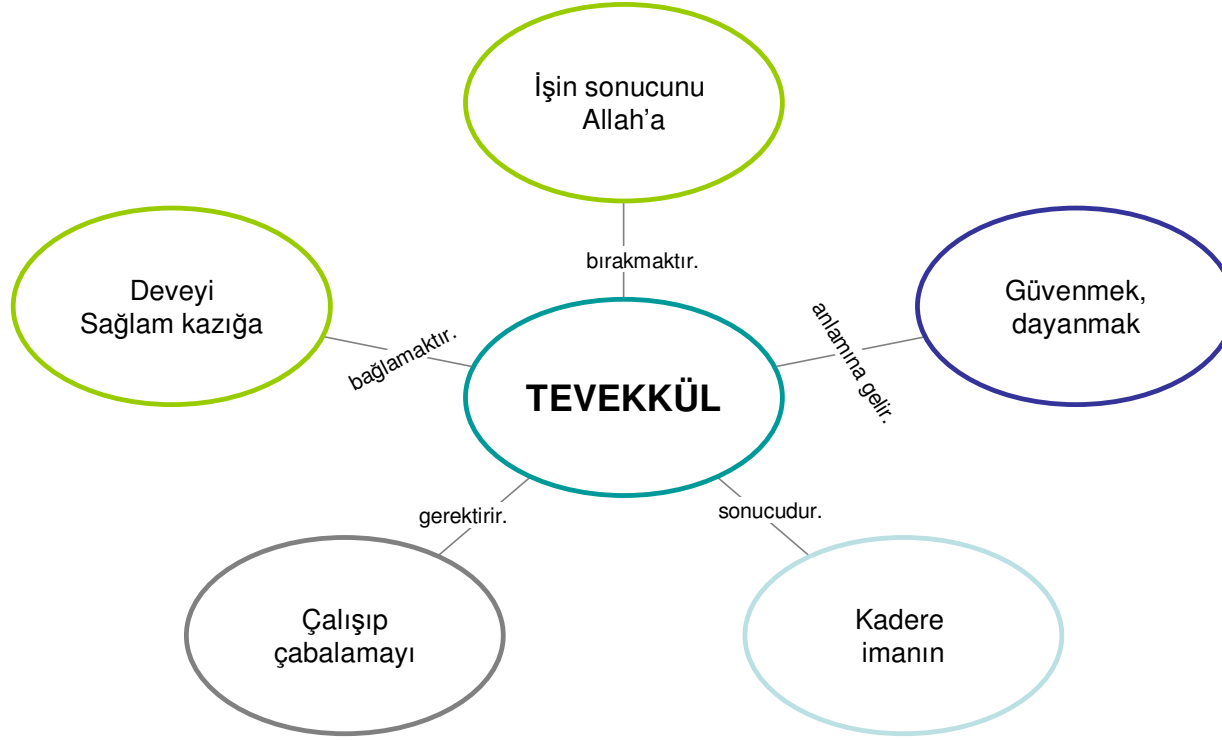 İşin sonucunu
Allah’a
bırakmaktır.
Deveyi
Sağlam kazığa
bağlamaktır.
Güvenmek,
dayanmak
anlamına gelir.
TEVEKKÜL
gerektirir.
sonucudur.
Çalışıp
çabalamayı
Kadere
imanın